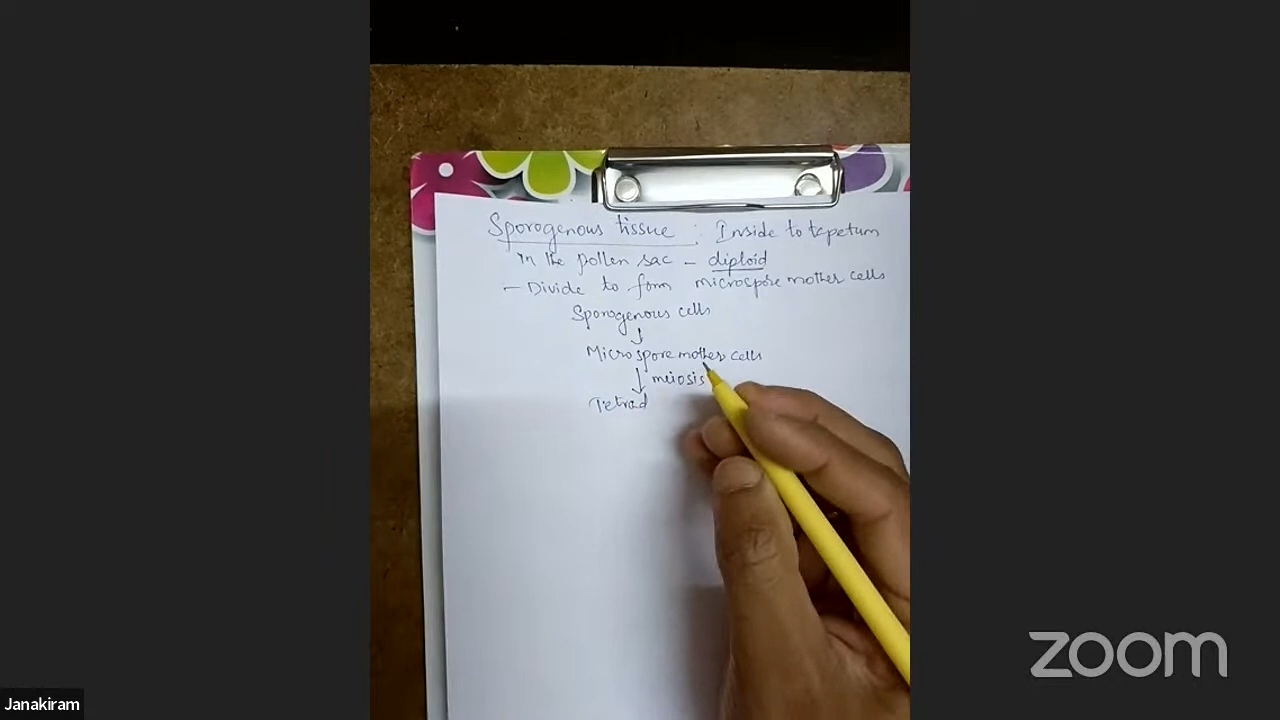 Sporogenous tissue : Inside to tapetum
in the pollen sac – diploid
– Divide to form microspore mother cells
Sporogenous cells
↓
Microspore mother cells
↓ meiosis
Tetrad
zoom
Janakiram